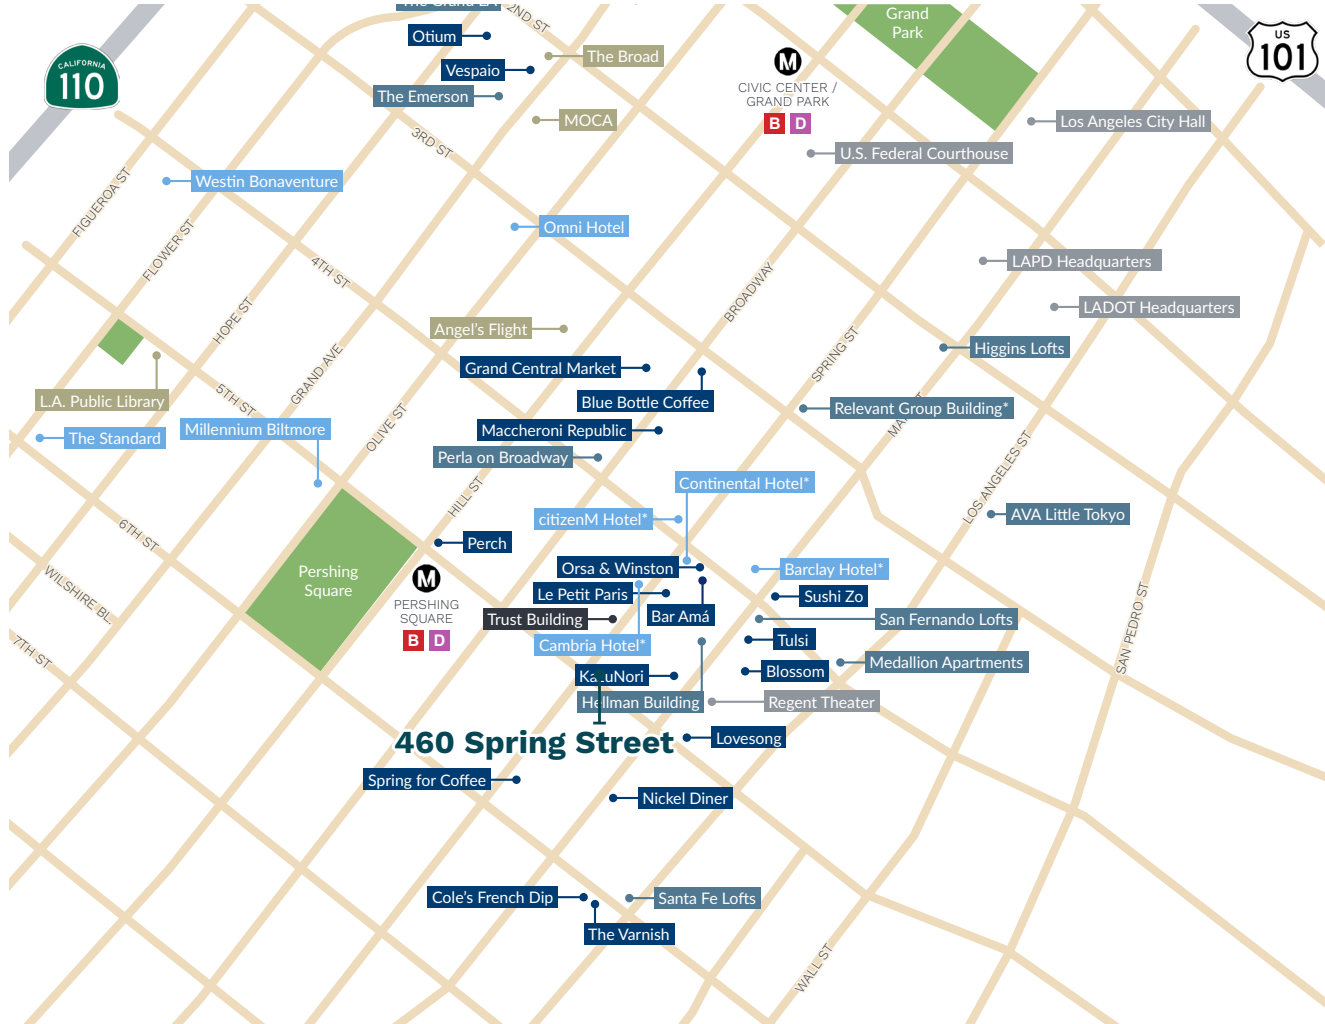 The Grand LA
2ND ST
Grand
Park
US
101
Otium
The Broad
CALIFORNIA
110
Vespaio
M
CIVIC CENTER /
GRAND PARK
B D
The Emerson
MOCA
Los Angeles City Hall
3RD ST
U.S. Federal Courthouse
Westin Bonaventure
FIGUEROA ST
Omni Hotel
FLOWER ST
4TH ST
LAPD Headquarters
BROADWAY
LADOT Headquarters
HOPE ST
Angel's Flight
SPRING ST
Higgins Lofts
GRAND AVE
Grand Central Market
L.A. Public Library
5TH ST
Blue Bottle Coffee
Relevant Group Building*
OLIVE ST
Millennium Biltmore
Maccheroni Republic
The Standard
Perla on Broadway
LOS ANGELES ST
HILL ST
Continental Hotel*
citizenM Hotel*
AVA Little Tokyo
6TH ST
Perch
Orsa & Winston
Barclay Hotel*
Pershing
Square
M
PERSHING
SQUARE
B D
WILSHIRE BL.
Le Petit Paris
Sushi Zo
Trust Building
Bar Amá
San Fernando Lofts
SAN PEDRO ST
7TH ST
Cambria Hotel*
Tulsi
Medallion Apartments
KazuNori
Blossom
Hellman Building
Regent Theater
460 Spring Street
Lovesong
Spring for Coffee
Nickel Diner
Cole's French Dip
Santa Fe Lofts
The Varnish
WALL ST